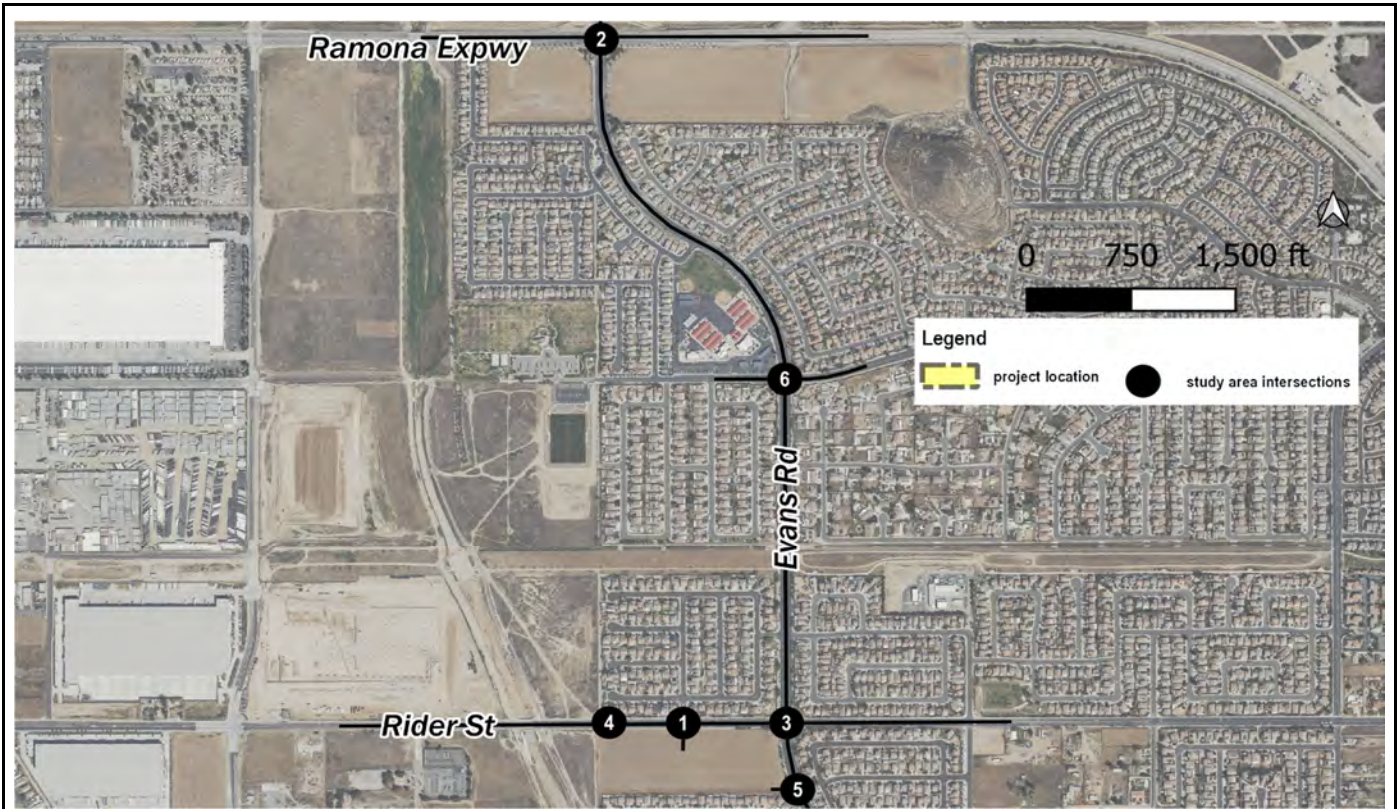 2
Ramona Expwy
0 750 1,500 ft
Legend
project location
study area intersections
6
Evans Rd
Rider St
4
1
3
5